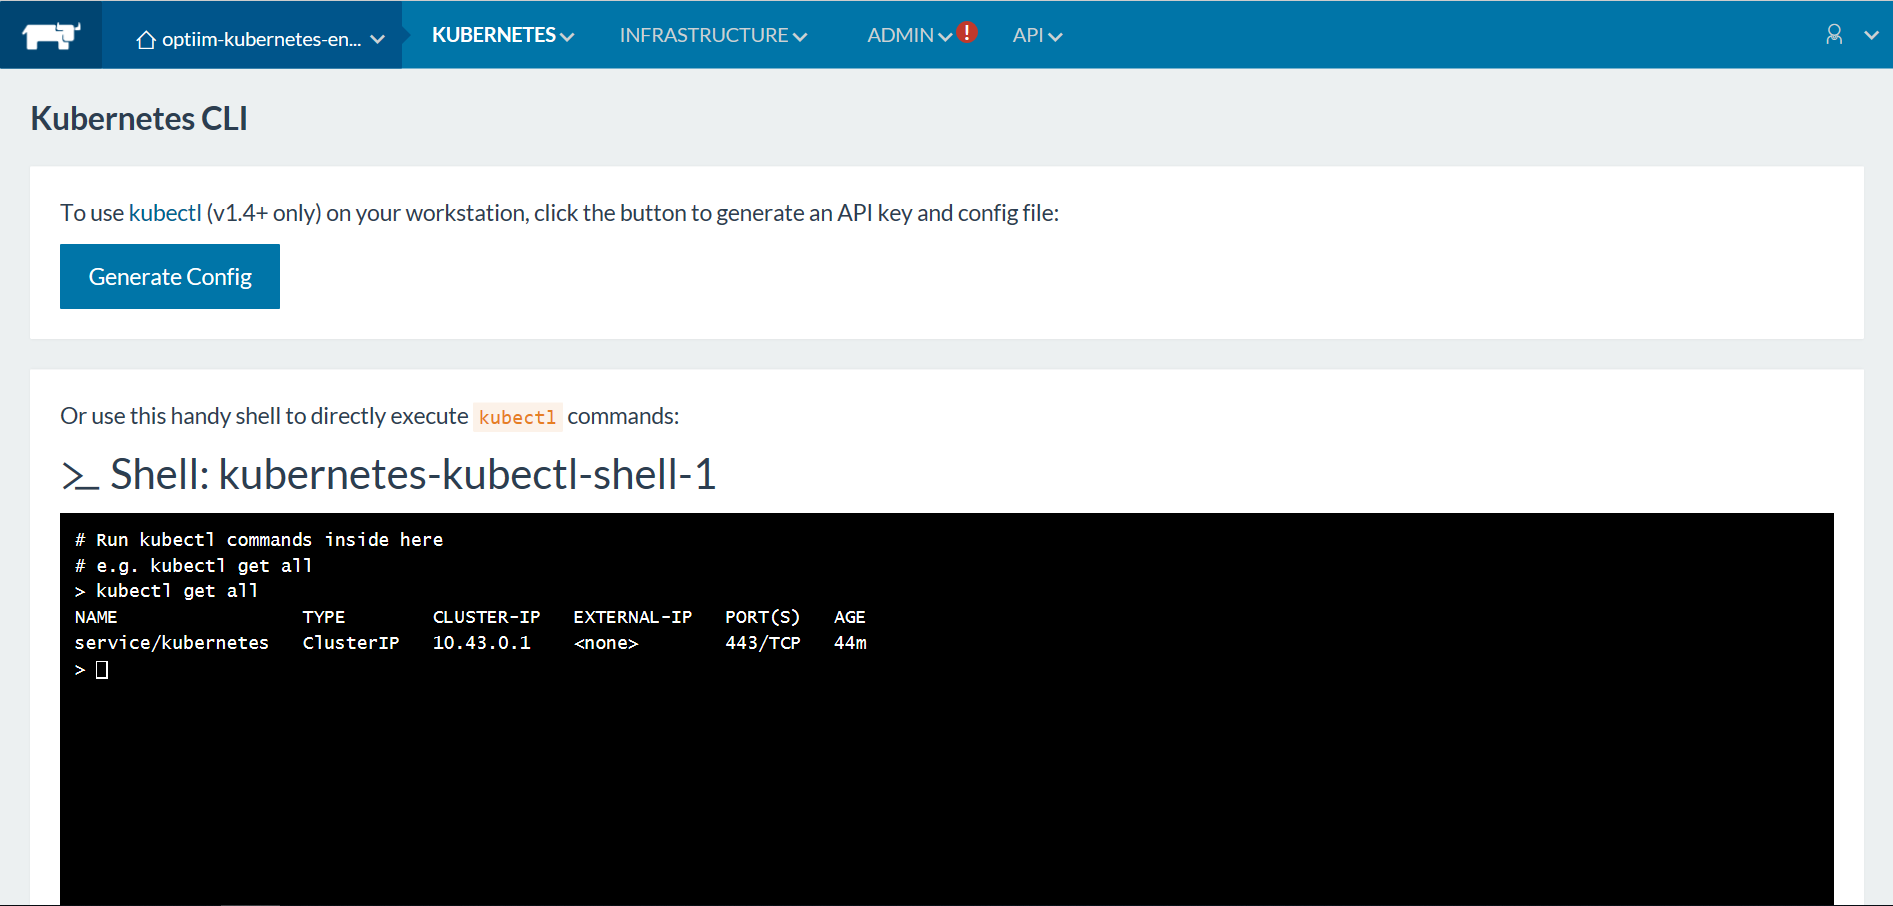 optiim-kubernetes-en... KUBERNETES INFRASTRUCTURE ADMIN ! API
Kubernetes CLI
To use kubectl (v1.4+ only) on your workstation, click the button to generate an API key and config file:
Generate Config
Or use this handy shell to directly execute kubectl commands:
>_ Shell: kubernetes-kubectl-shell-1
# Run kubectl commands inside here
# e.g. kubectl get all
> kubectl get all
NAME TYPE CLUSTER-IP EXTERNAL-IP PORT(S) AGE
service/kubernetes ClusterIP 10.43.0.1 <none> 443/TCP 44m
>